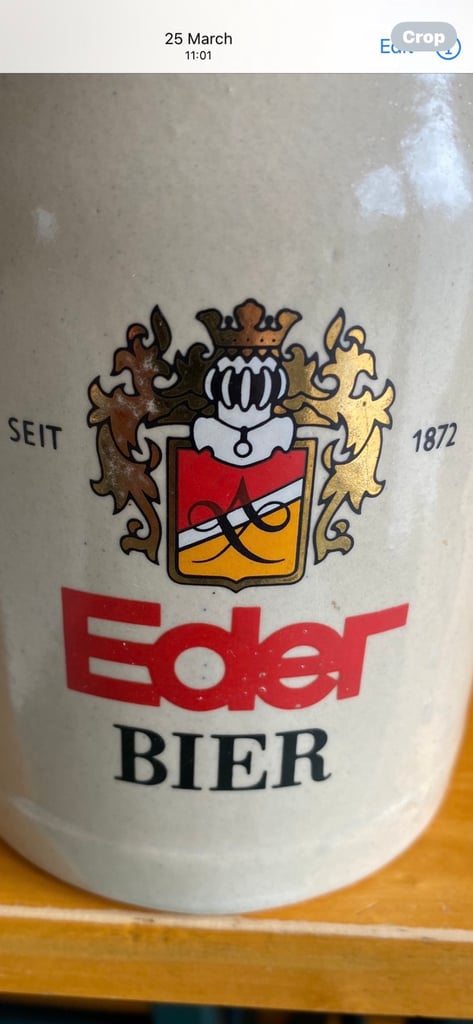 25 March
11:01
Crop
SEIT
1872
A
Eder
BIER